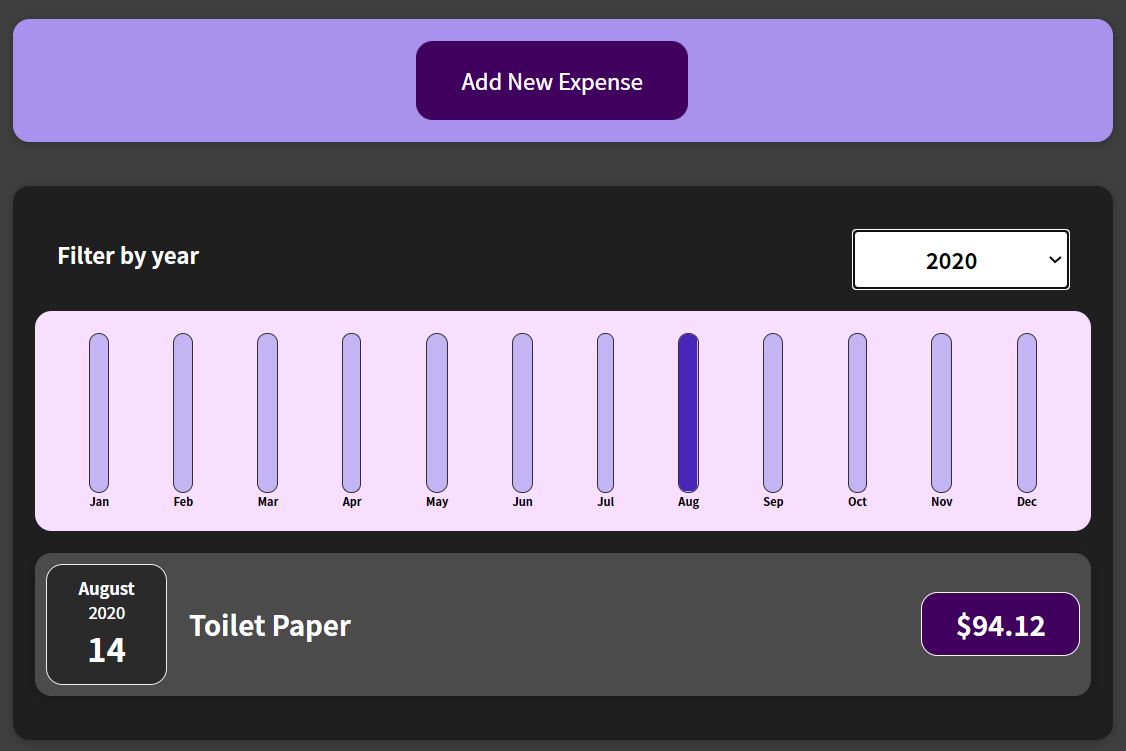 Add New Expense
Filter by year
2020
Jan Feb Mar Apr May Jun Jul Aug Sep Oct Nov Dec
August
2020
14
Toilet Paper
$94.12